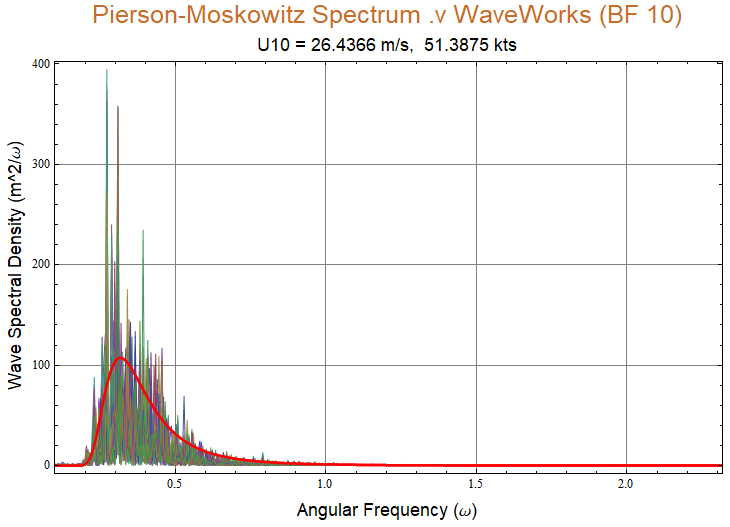 Pierson-Moskowitz Spectrum .v WaveWorks (BF 10)
U10 = 26.4366 m/s, 51.3875 kts
400
300
200
100
0
Wave Spectral Density (m^2/ω)
0.5 1.0 1.5 2.0
Angular Frequency (ω)